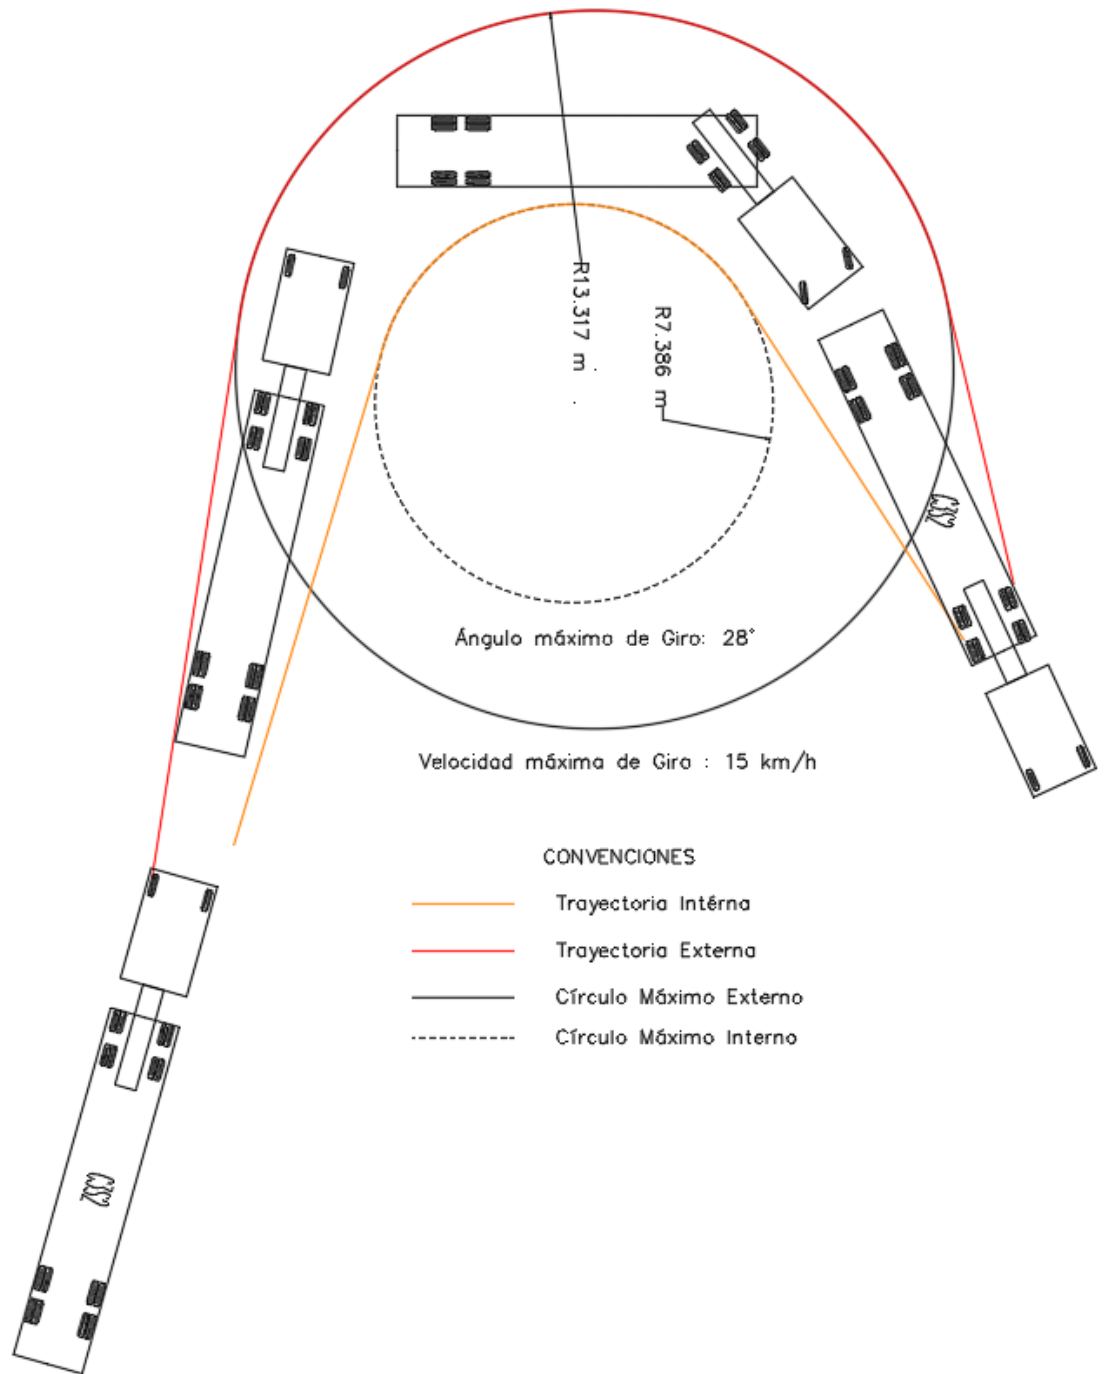 R13.317 m.
R7.386 m
C3S2
Ángulo máximo de Giro: 28°
Velocidad máxima de Giro : 15 km/h
CONVENCIONES
Trayectoria Intérna
Trayectoria Externa
Círculo Máximo Externo
Círculo Máximo Interno
C3S2